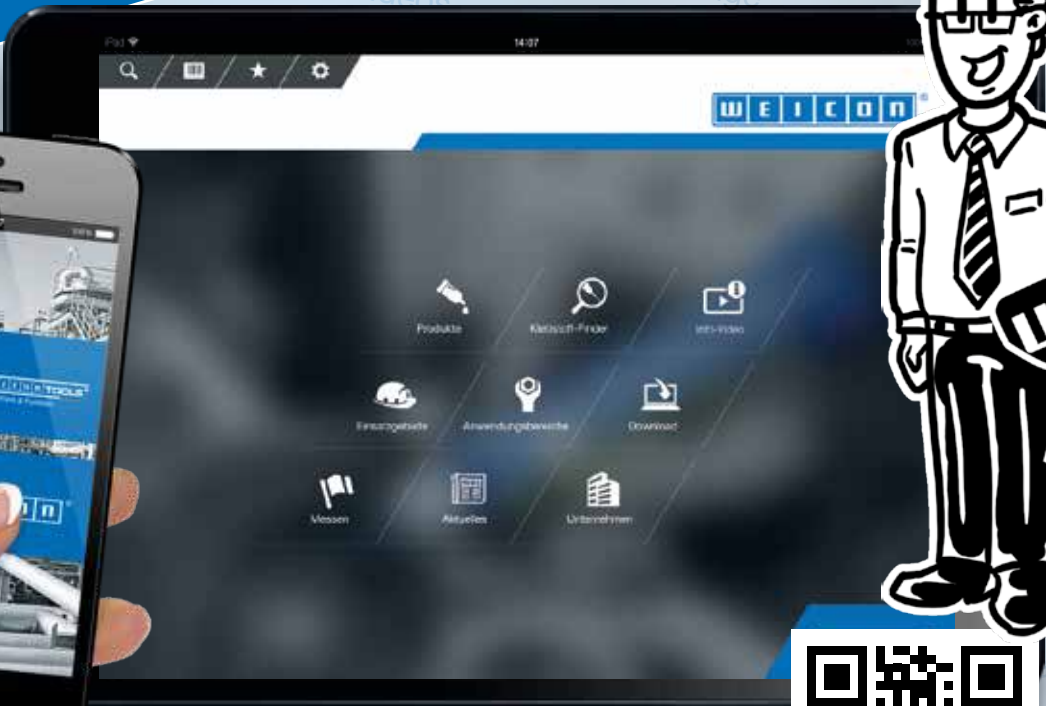 iPad
14:07
WEICON®
Produkte
Klebstoff-Finder
Info-Video
Einsatzgebiete
Anwendungsbereiche
Download
Messen
Aktuelles
Unternehmen
TOOLS®